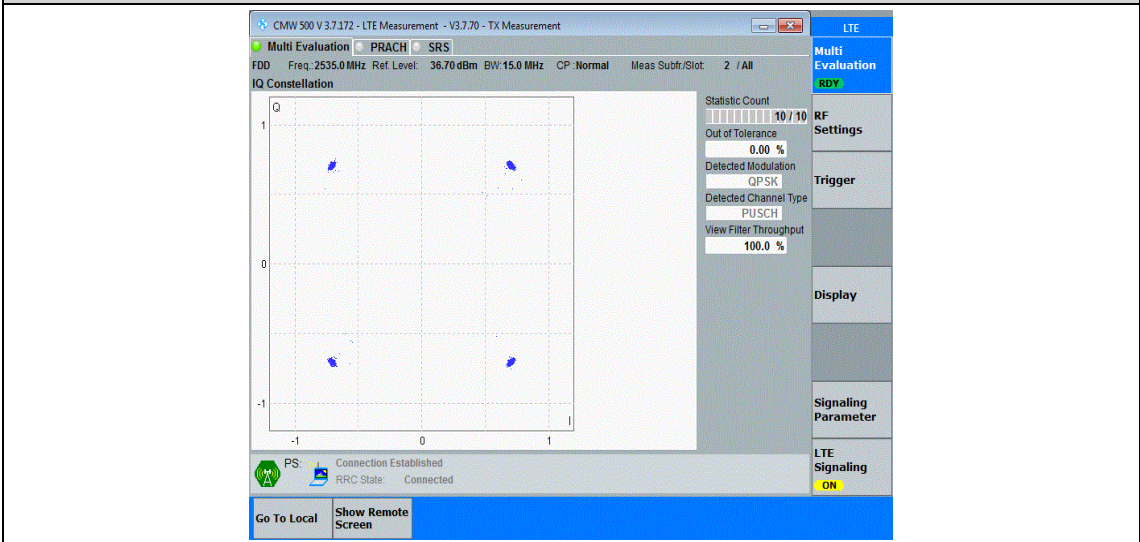 CMW 500 V 3.7.172 - LTE Measurement - V3.7.70 - TX Measurement
LTE
Multi Evaluation PRACH SRS
Multi
Evaluation
RDY
FDD Freq.: 2535.0 MHz Ref. Level: 36.70 dBm BW: 15.0 MHz CP : Normal Meas Subfr./Slot: 2 / All
IQ Constellation
Q
1
0
-1
-1 0 1
I
Statistic Count
10 / 10
Out of Tolerance
0.00 %
Detected Modulation
QPSK
Detected Channel Type
PUSCH
View Filter Throughput
100.0 %
RF
Settings
Trigger
Display
Signaling
Parameter
LTE
Signaling
ON
PS: Connection Established
RRC State: Connected
Go To Local
Show Remote
Screen